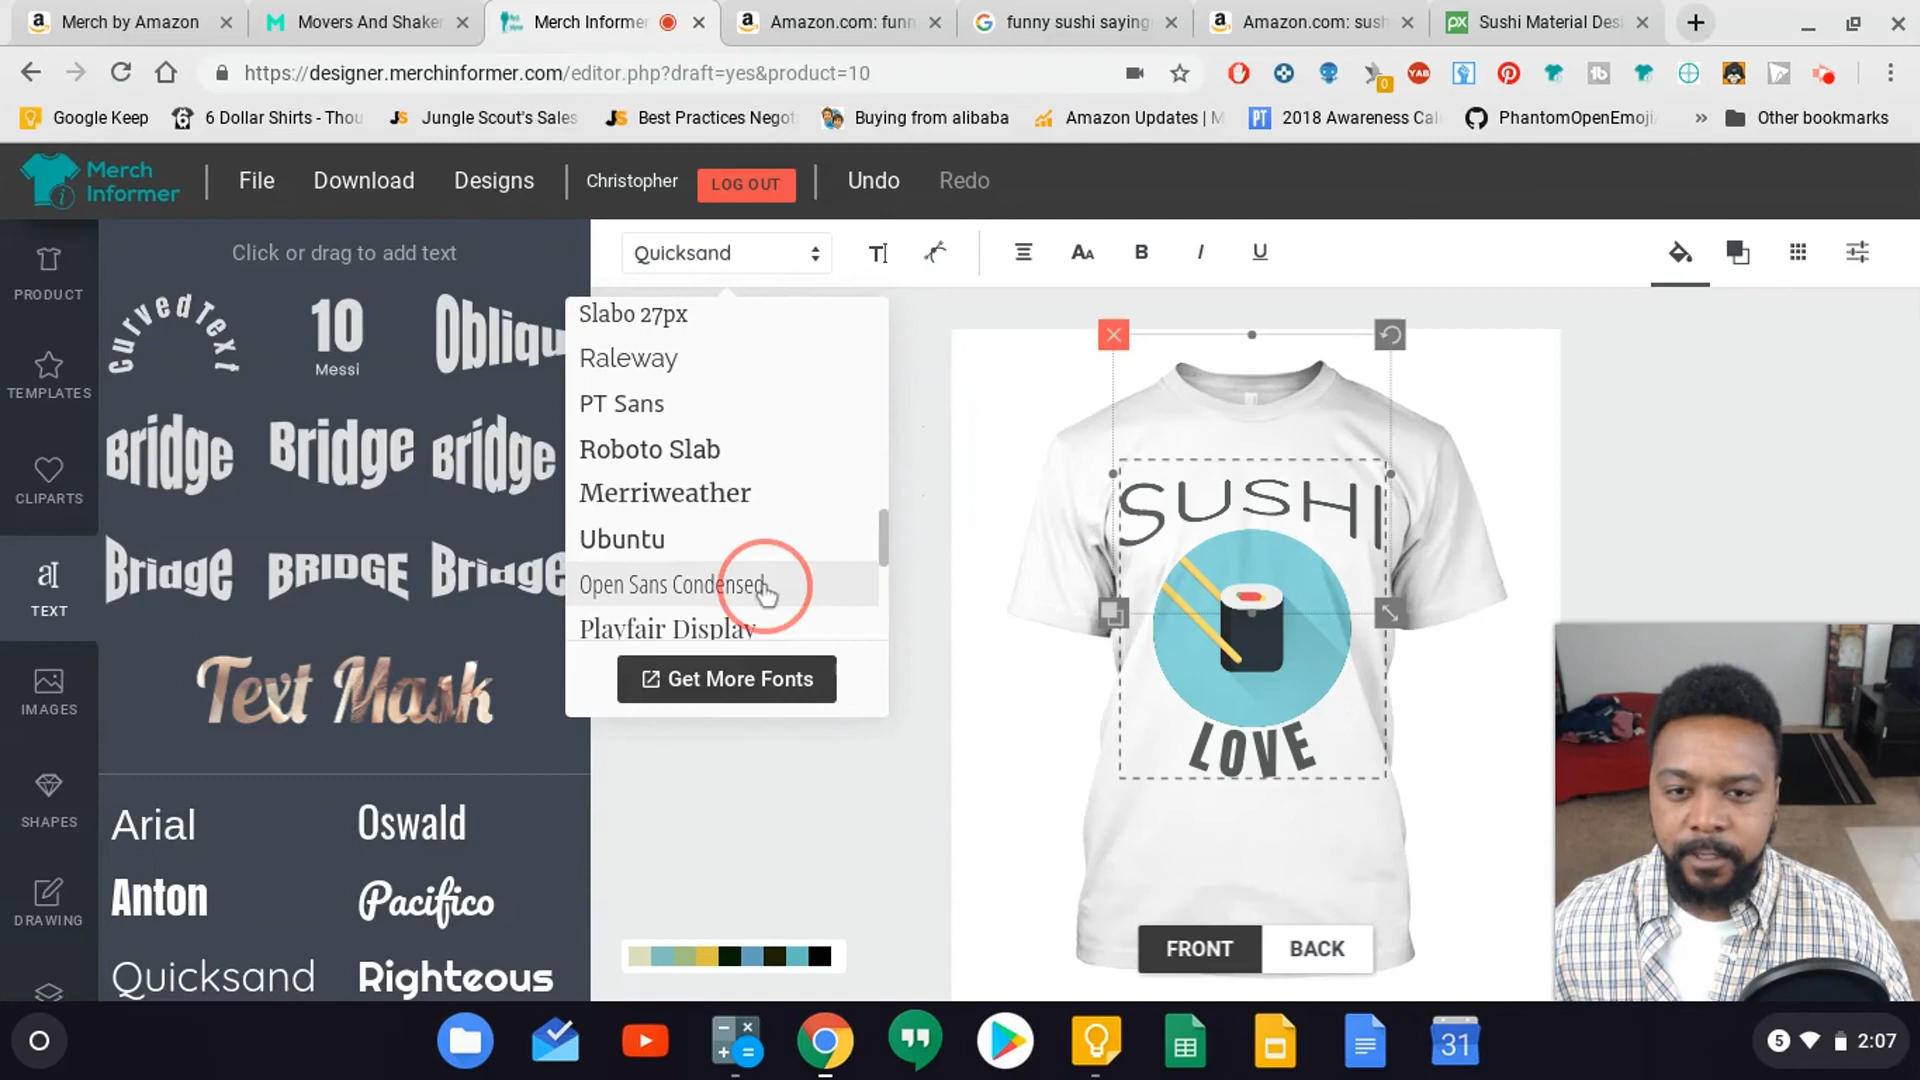 Merch by Amazon
Movers And Shaker
Merch Informer
Amazon.com: funn
funny sushi saying
Amazon.com: sush
Sushi Material Des
https://designer.merchinformer.com/editor.php?draft=yes&product=10
Google Keep
6 Dollar Shirts - Thou
Jungle Scout's Sales
Best Practices Negot
Buying from alibaba
Amazon Updates | M
2018 Awareness Cal
PhantomOpenEmoji
Other bookmarks
Merch
Informer
File
Download
Designs
Christopher
LOG OUT
Undo
Redo
PRODUCT
TEMPLATES
CLIPARTS
TEXT
IMAGES
SHAPES
DRAWING
Click or drag to add text
CurvedText
10
Messi
Obliqu
Bridge
Bridge
Bridge
Bridge
BRIDGE
Bridge
Text Mask
Arial
Oswald
Anton
Pacifico
Quicksand
Righteous
Quicksand
Slabo 27px
Raleway
PT Sans
Roboto Slab
Merriweather
Ubuntu
Open Sans Condensed
Playfair Display
Get More Fonts
SUSHI
LOVE
FRONT
BACK
31
5
2:07